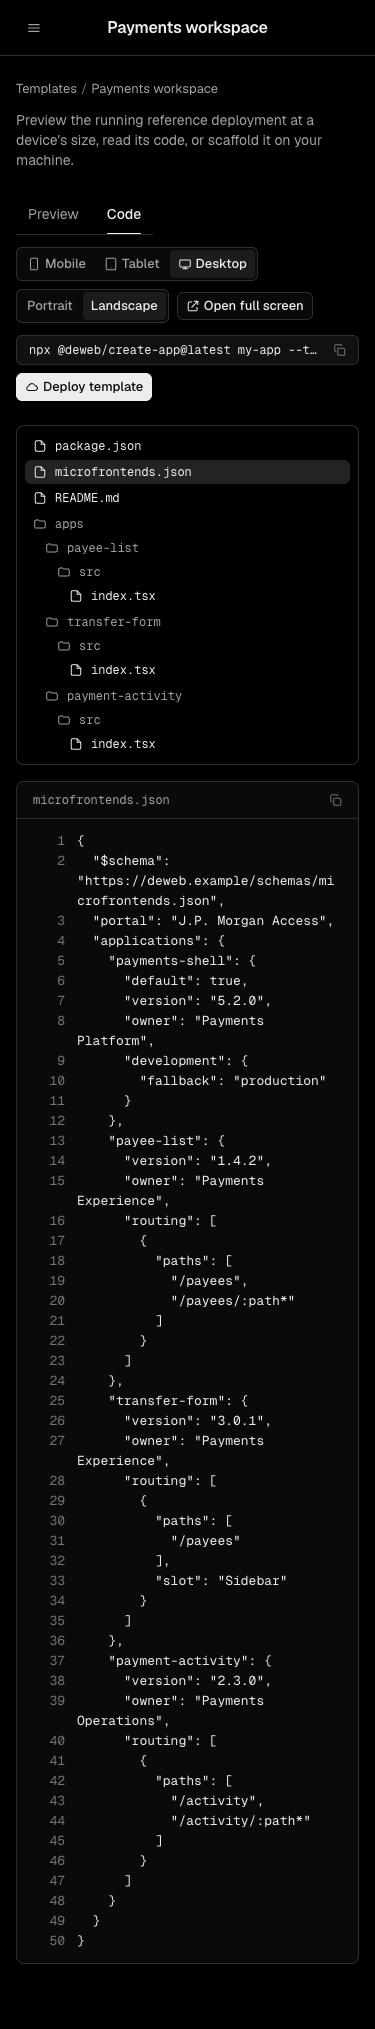 Payments workspace
Templates / Payments workspace
Preview the running reference deployment at a
device's size, read its code, or scaffold it on your
machine.
Preview Code
Mobile Tablet Desktop
Portrait Landscape Open full screen
npx @deweb/create-app@latest my-app --t…
Deploy template
package.json
microfrontends.json
README.md
apps
payee-list
src
index.tsx
transfer-form
src
index.tsx
payment-activity
src
index.tsx
microfrontends.json
1 {
2 "$schema":
"https://deweb.example/schemas/mi
crofrontends.json",
3 "portal": "J.P. Morgan Access",
4 "applications": {
5 "payments-shell": {
6 "default": true,
7 "version": "5.2.0",
8 "owner": "Payments
Platform",
9 "development": {
10 "fallback": "production"
11 }
12 },
13 "payee-list": {
14 "version": "1.4.2",
15 "owner": "Payments
Experience",
16 "routing": [
17 {
18 "paths": [
19 "/payees",
20 "/payees/:path*"
21 ]
22 }
23 ]
24 },
25 "transfer-form": {
26 "version": "3.0.1",
27 "owner": "Payments
Experience",
28 "routing": [
29 {
30 "paths": [
31 "/payees"
32 ],
33 "slot": "Sidebar"
34 }
35 ]
36 },
37 "payment-activity": {
38 "version": "2.3.0",
39 "owner": "Payments
Operations",
40 "routing": [
41 {
42 "paths": [
43 "/activity",
44 "/activity/:path*"
45 ]
46 }
47 ]
48 }
49 }
50 }